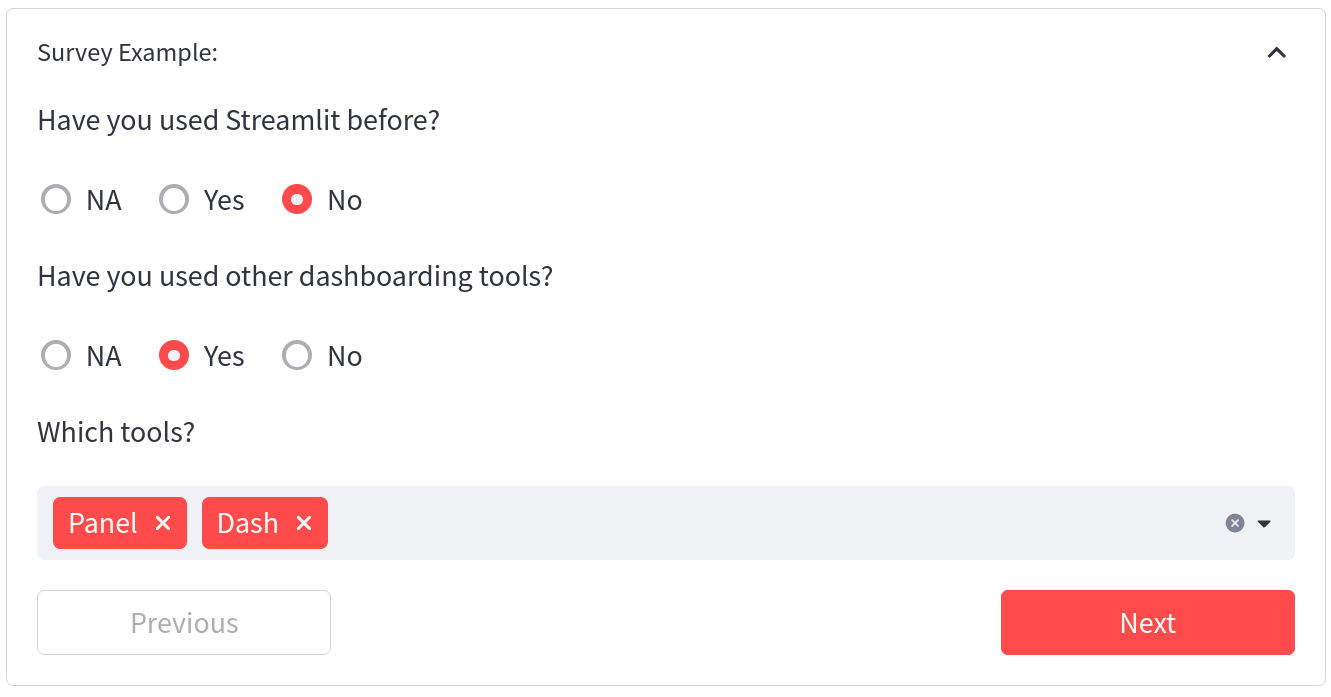 Survey Example:
Have you used Streamlit before?
NA Yes No
Have you used other dashboarding tools?
NA Yes No
Which tools?
Panel Dash
Previous Next